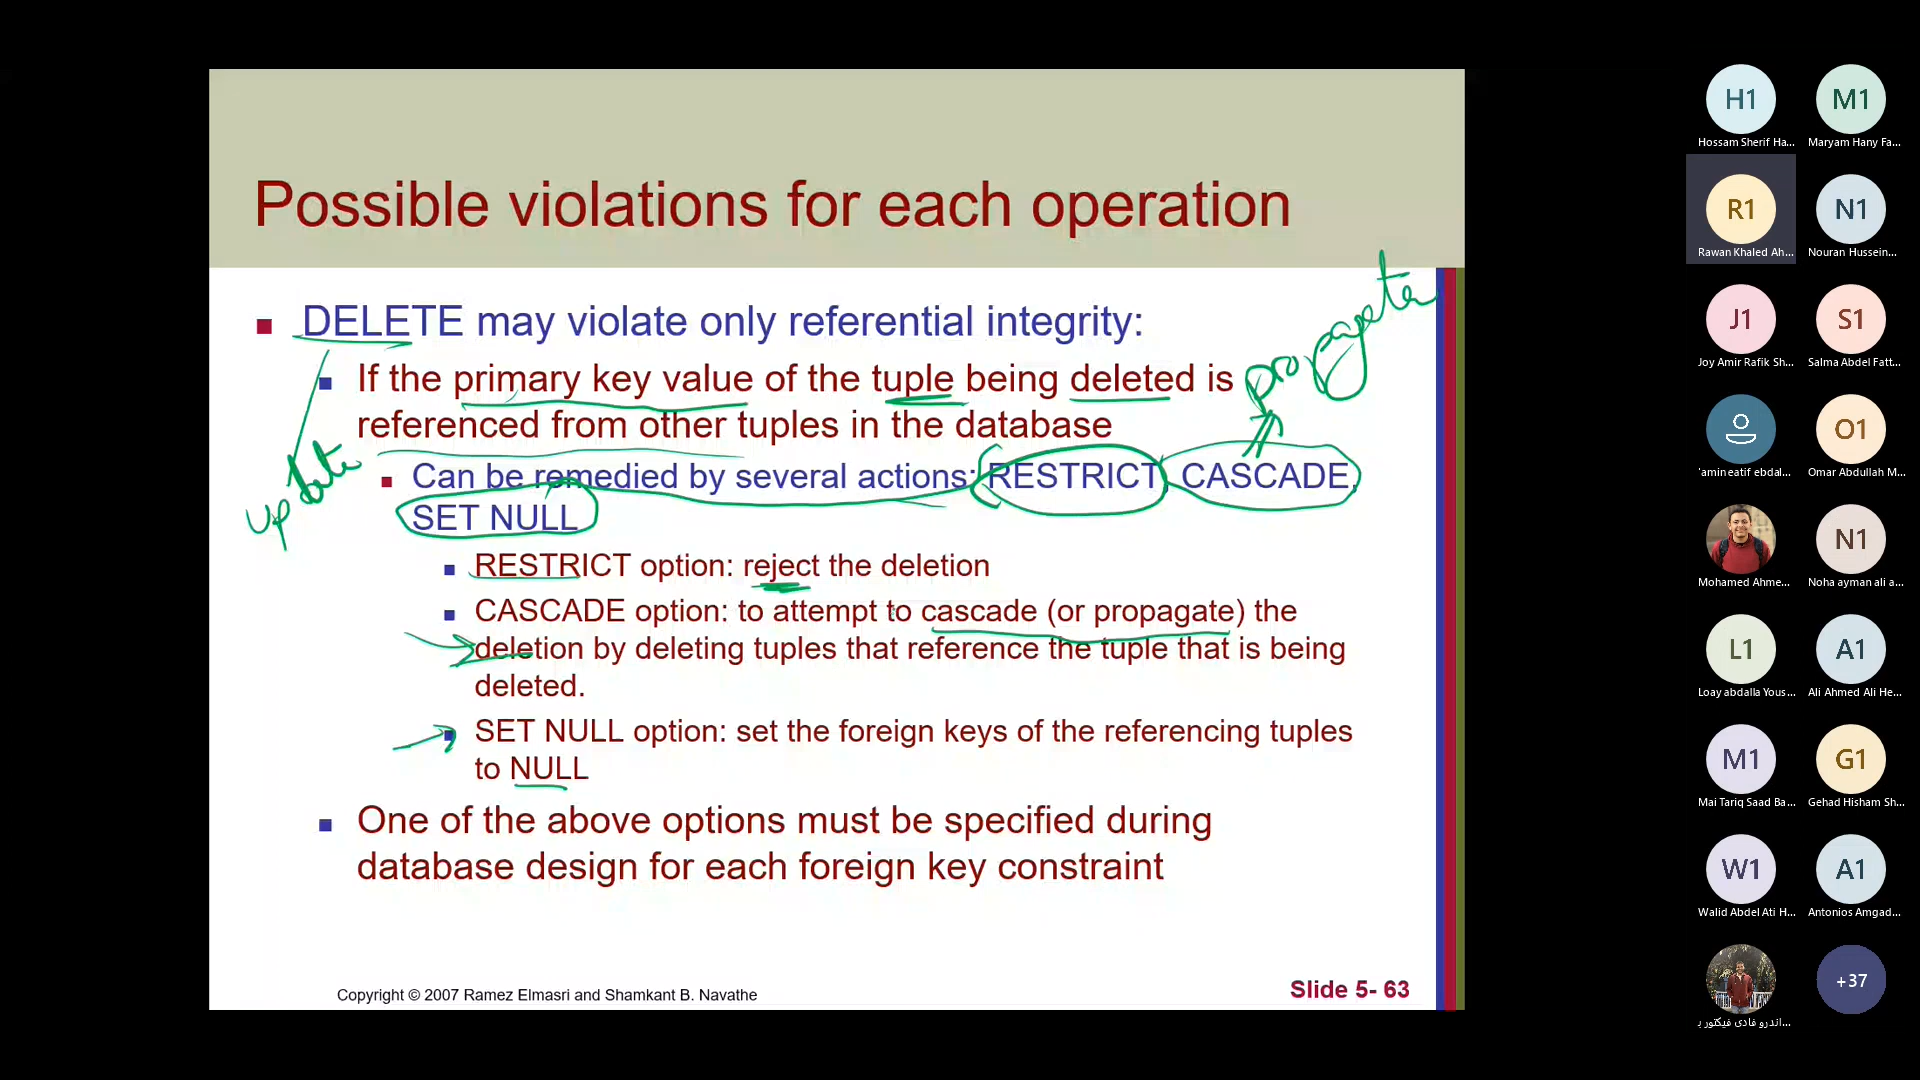 Possible violations for each operation
DELETE may violate only referential integrity:
If the primary key value of the tuple being deleted is
referenced from other tuples in the database
Can be remedied by several actions: RESTRICT, CASCADE,
SET NULL
RESTRICT option: reject the deletion
CASCADE option: to attempt to cascade (or propagate) the
deletion by deleting tuples that reference the tuple that is being
deleted.
SET NULL option: set the foreign keys of the referencing tuples
to NULL
One of the above options must be specified during
database design for each foreign key constraint
propagate
update
Copyright © 2007 Ramez Elmasri and Shamkant B. Navathe
Slide 5- 63
H1
Hossam Sherif Ha...
M1
Maryam Hany Fa...
R1
Rawan Khaled Ah...
N1
Nouran Hussein...
J1
Joy Amir Rafik Sh...
S1
Salma Abdel Fatt...
'amin eatif ebdal...
O1
Omar Abdullah M...
Mohamed Ahme...
N1
Noha ayman ali a...
L1
Loay abdalla Yous...
A1
Ali Ahmed Ali He...
M1
Mai Tariq Saad Ba...
G1
Gehad Hisham Sh...
W1
Walid Abdel Ati H...
A1
Antonios Amgad...
اندرو فادى فيكتور ب...
+37